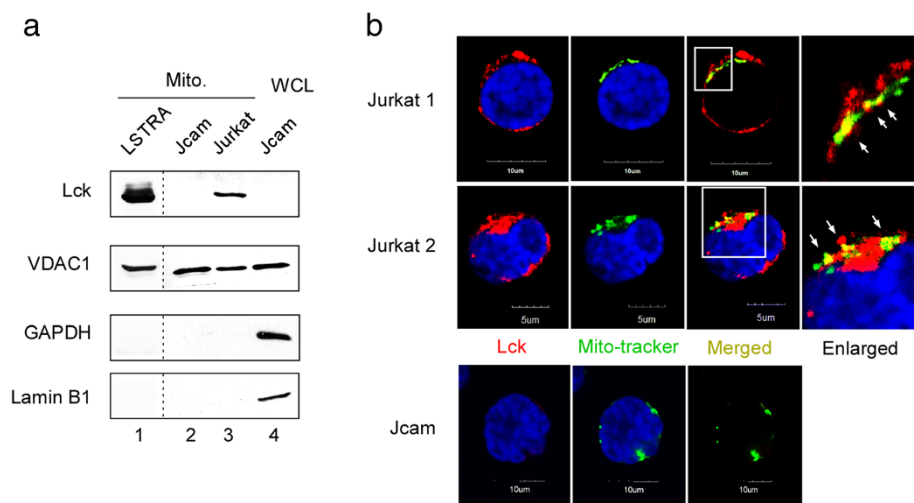 a
Mito. WCL
LSTRA Jcam Jurkat Jcam
Lck
VDAC1
GAPDH
Lamin B1
1 2 3 4
b
Jurkat 1
10um 10um 10um
Jurkat 2
5um 5um 5um
Lck Mito-tracker Merged Enlarged
Jcam
10um 10um 10um